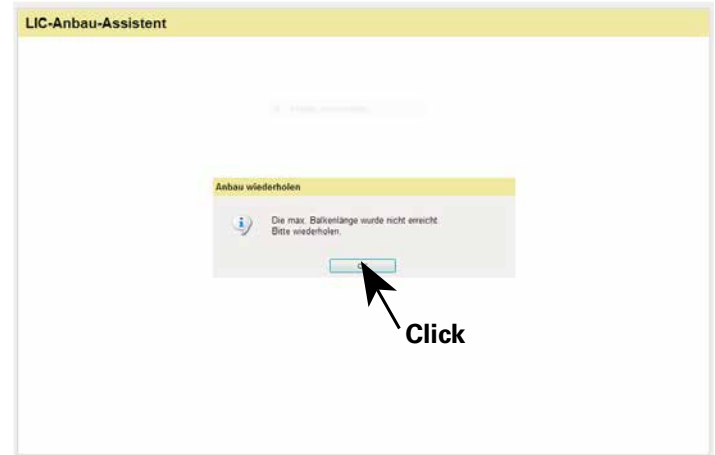 LIC-Anbau-Assistent
Anbau wiederholen
Die max. Balkenlänge wurde nicht erreicht.
Bitte wiederholen.
Click